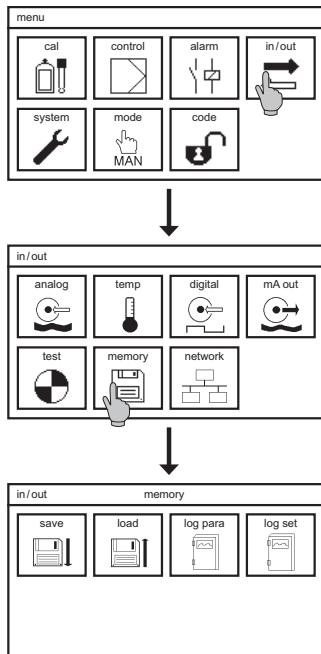 menu
cal control alarm in/out
system mode code
MAN
in/out
analog temp digital mA out
test memory network
in/out memory
save load log para log set